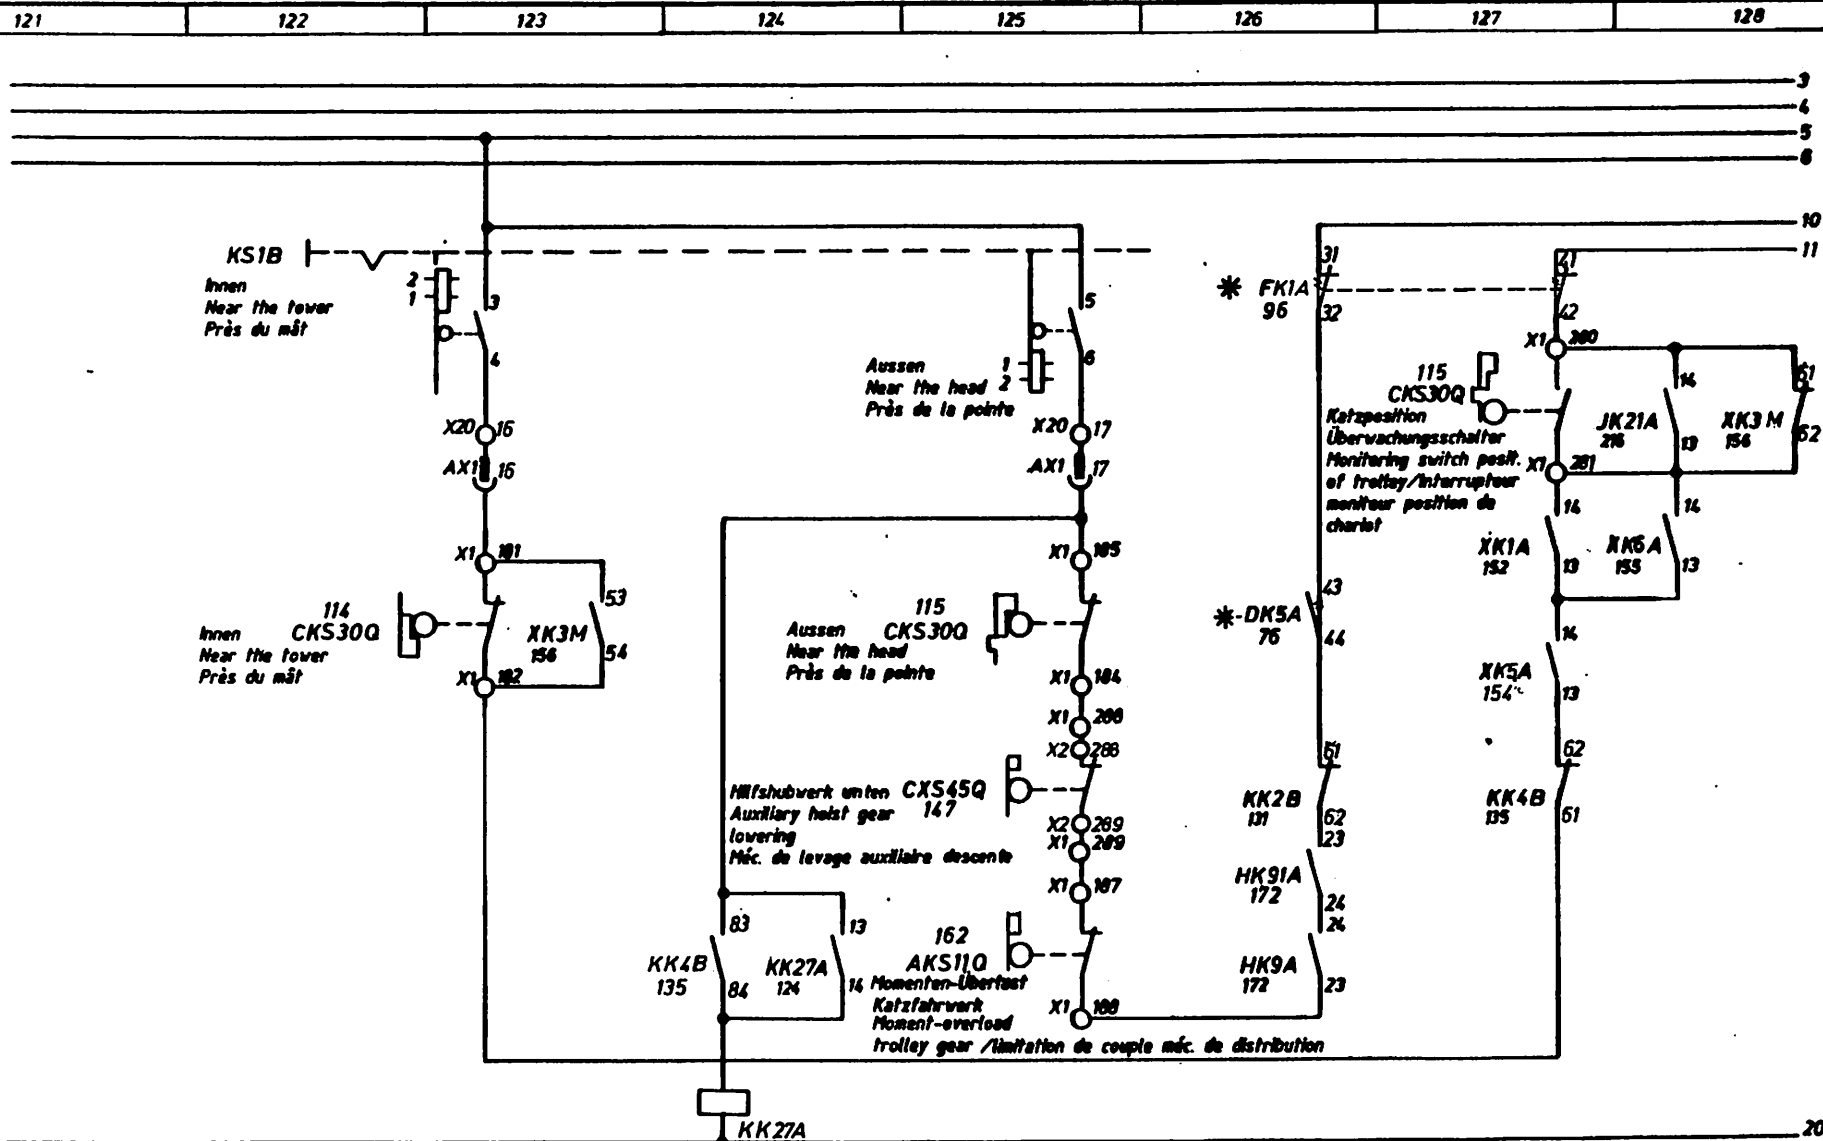 121 122 123 124 125 126 127 128
3
4
5
6
10
11
KS1B
Innen
Near the tower
Près du mât
2
1
3
4
X20 16
AX1 16
X1 181
114
CKS30Q
Innen
Near the tower
Près du mât
XK3M
156
53
54
X1 182
5
6
Aussen
Near the head
Près de la pointe
1
2
X20 17
AX1 17
X1 185
115
CKS30Q
Aussen
Near the head
Près de la pointe
X1 184
X1 288
X2 288
CXS45Q
147
Hilfshubwerk unten
Auxiliary hoist gear
lowering
Méc. de levage auxiliaire descente
X2 289
X1 289
X1 187
162
AKS11Q
Momenten-Überlast
Katzfahrwerk
Moment-overload
trolley gear /limitation de couple méc. de distribution
X1 188
83
KK4B
135
84
13
KK27A
124
14
KK27A
31
✳ FK1A
96
32
43
✳-DK5A
76
44
61
KK2B
131
62
23
HK91A
172
24
24
HK9A
172
23
41
42
X1 280
115
CKS30Q
Katzposition
Überwachungsschalter
Monitoring switch posit.
of trolley/Interrupteur
moniteur position de
chariot
14
JK21A
216
13
61
XK3M
156
62
X1 281
14
XK1A
152
13
14
XK6A
155
13
14
XK5A
154
13
62
KK4B
135
61
20